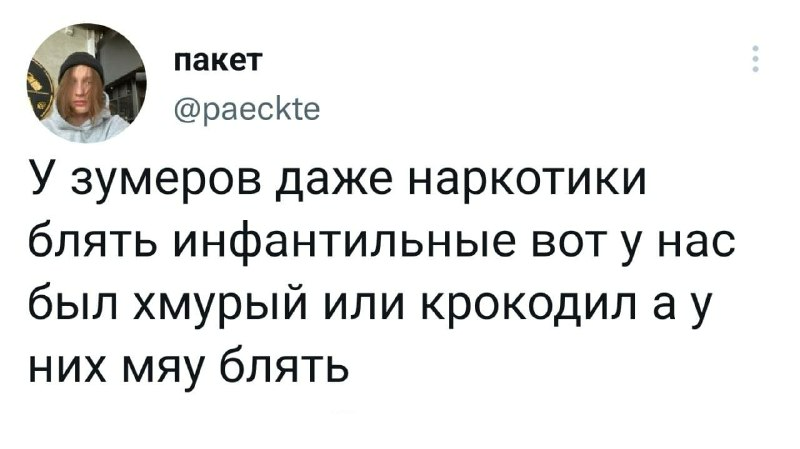 пакет
@paeckte
У зумеров даже наркотики
блять инфантильные вот у нас
был хмурый или крокодил а у
них мяу блять